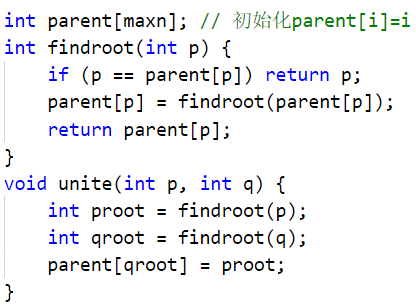 int parent[maxn]; // 初始化parent[i]=i
int findroot(int p) {
    if (p == parent[p]) return p;
    parent[p] = findroot(parent[p]);
    return parent[p];
}
void unite(int p, int q) {
    int proot = findroot(p);
    int qroot = findroot(q);
    parent[qroot] = proot;
}